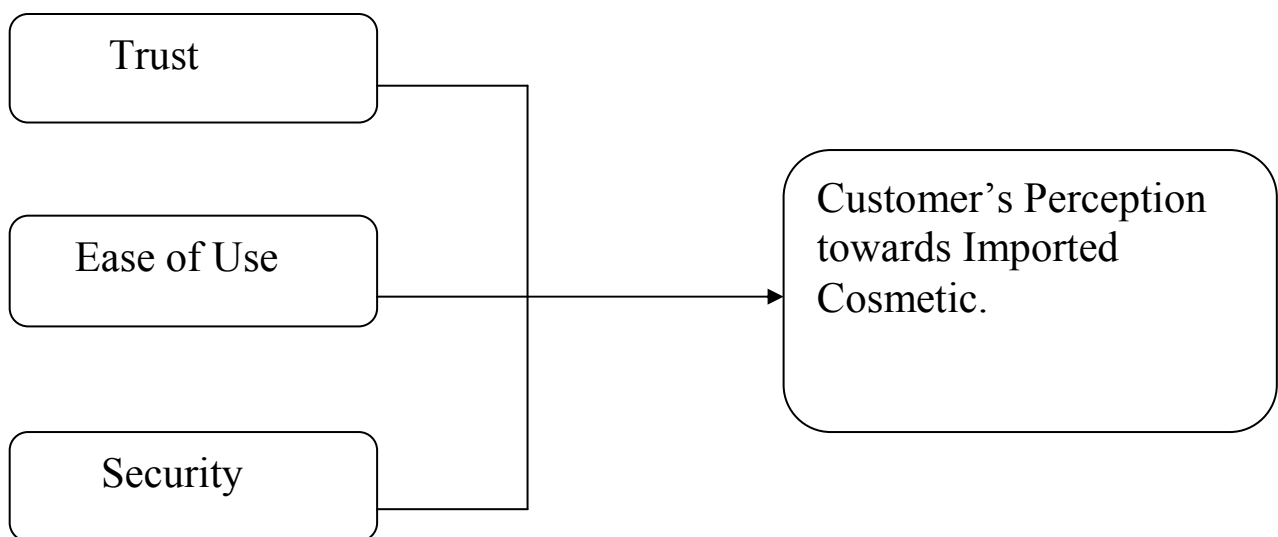 Trust
Ease of Use
Security
Customer’s Perception
towards Imported
Cosmetic.